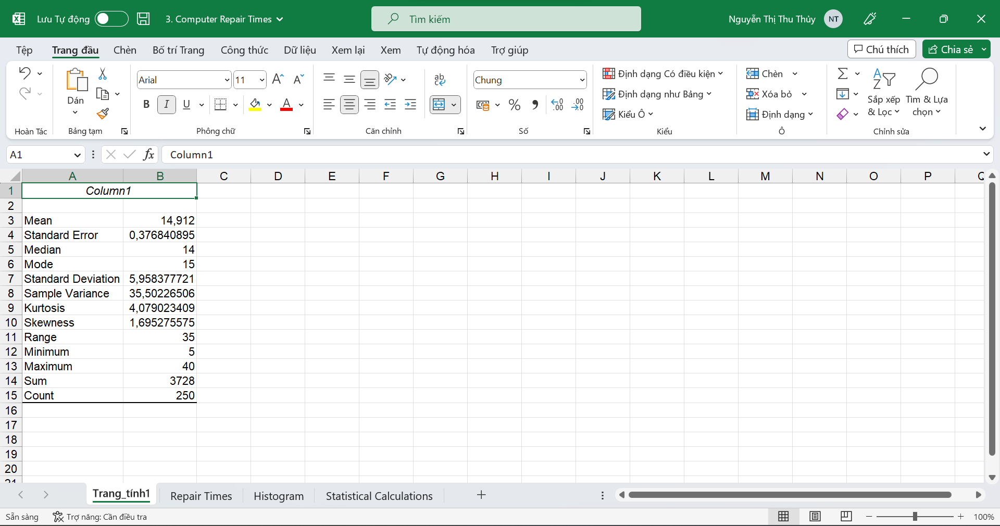 Lưu Tự động 3. Computer Repair Times Tìm kiếm Nguyễn Thị Thu Thủy NT
Tệp Trang đầu Chèn Bố trí Trang Công thức Dữ liệu Xem lại Xem Tự động hóa Trợ giúp Chú thích Chia sẻ
Dán
Hoàn Tác
Bảng tạm
Arial 11
B I U A
Phông chữ
ab
Căn chỉnh
Chung
% ,00 ,00
Số
Định dạng Có điều kiện
Định dạng như Bảng
Kiểu Ô
Kiểu
Chèn
Xóa bỏ
Định dạng
Ô
Sắp xếp & Lọc
Tìm & Lựa chọn
Chỉnh sửa
A1 fx Column1
A B C D E F G H I J K L M N O P Q
1 Column1
2
3 Mean 14,912
4 Standard Error 0,376840895
5 Median 14
6 Mode 15
7 Standard Deviation 5,958377721
8 Sample Variance 35,50226506
9 Kurtosis 4,079023409
10 Skewness 1,695275575
11 Range 35
12 Minimum 5
13 Maximum 40
14 Sum 3728
15 Count 250
16
17
18
19
20
21
Trang_tính1 Repair Times Histogram Statistical Calculations
Sẵn sàng Trợ năng: Cần điều tra 100%